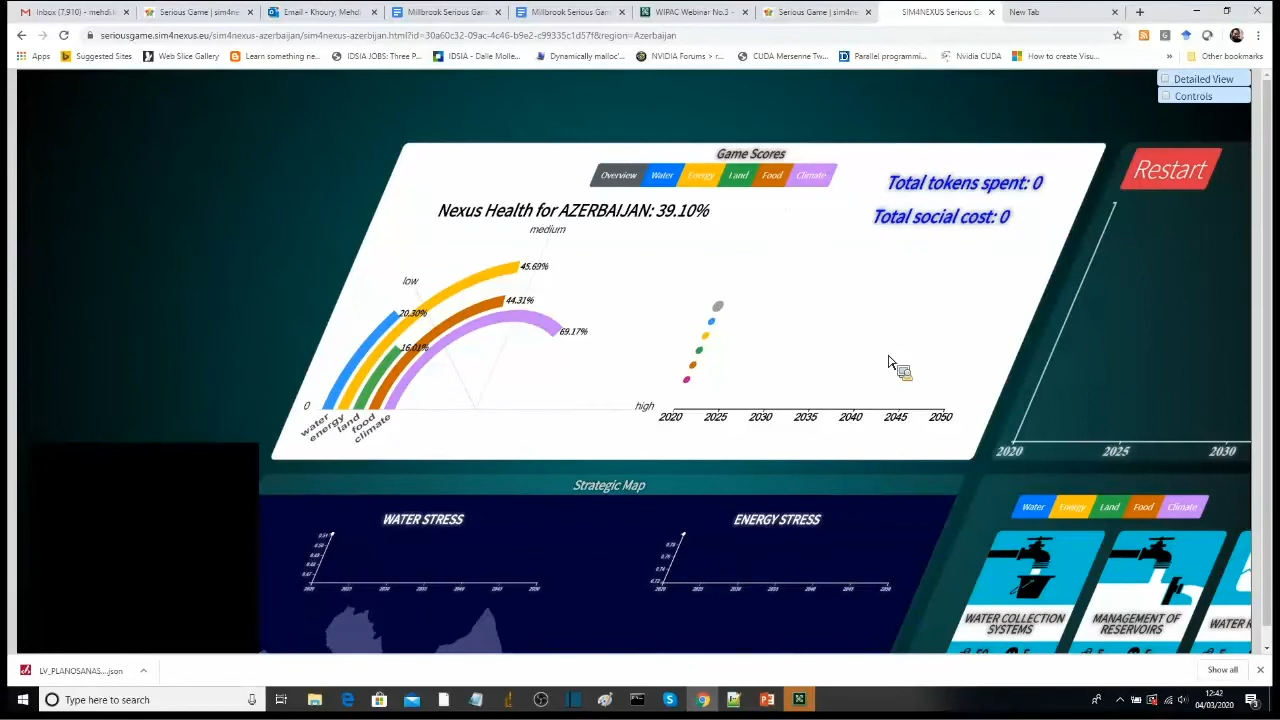 Inbox (7,910) - mehdi.k
Serious Game | sim4ne
Email - Khoury, Mehd
Millbrook Serious Gam
Millbrook Serious Gam
WIPAC Webinar No.3 -
Serious Game | sim4ne
SIM4NEXUS Serious G
New Tab
seriousgame.sim4nexus.eu/sim4nexus-azerbaijan/sim4nexus-azerbijan.html?id=30a60c32-09ac-4c46-b9e2-c99335c1d57f&region=Azerbaijan
Apps
Suggested Sites
Web Slice Gallery
Learn something ne...
IDSIA JOBS: Three P...
IDSIA - Dalle Molle...
Dynamically malloc'...
NVIDIA Forums > r...
CUDA Mersenne Tw...
Parallel programmi...
Nvidia CUDA
How to create Visu...
»
Other bookmarks
Detailed View
Controls
Game Scores
Overview
Water
Energy
Land
Food
Climate
Total tokens spent: 0
Total social cost: 0
Restart
Nexus Health for AZERBAIJAN: 39.10%
medium
low
45.69%
44.31%
20.30%
69.17%
16.01%
0
high
water
energy
land
food
climate
2020 2025 2030 2035 2040 2045 2050
2020 2025 2030
Strategic Map
WATER STRESS
ENERGY STRESS
Water
Energy
Land
Food
Climate
WATER COLLECTION
SYSTEMS
MANAGEMENT OF
RESERVOIRS
WATER R
LV_PLANOSANAS....json
Show all
Type here to search
12:42
04/03/2020